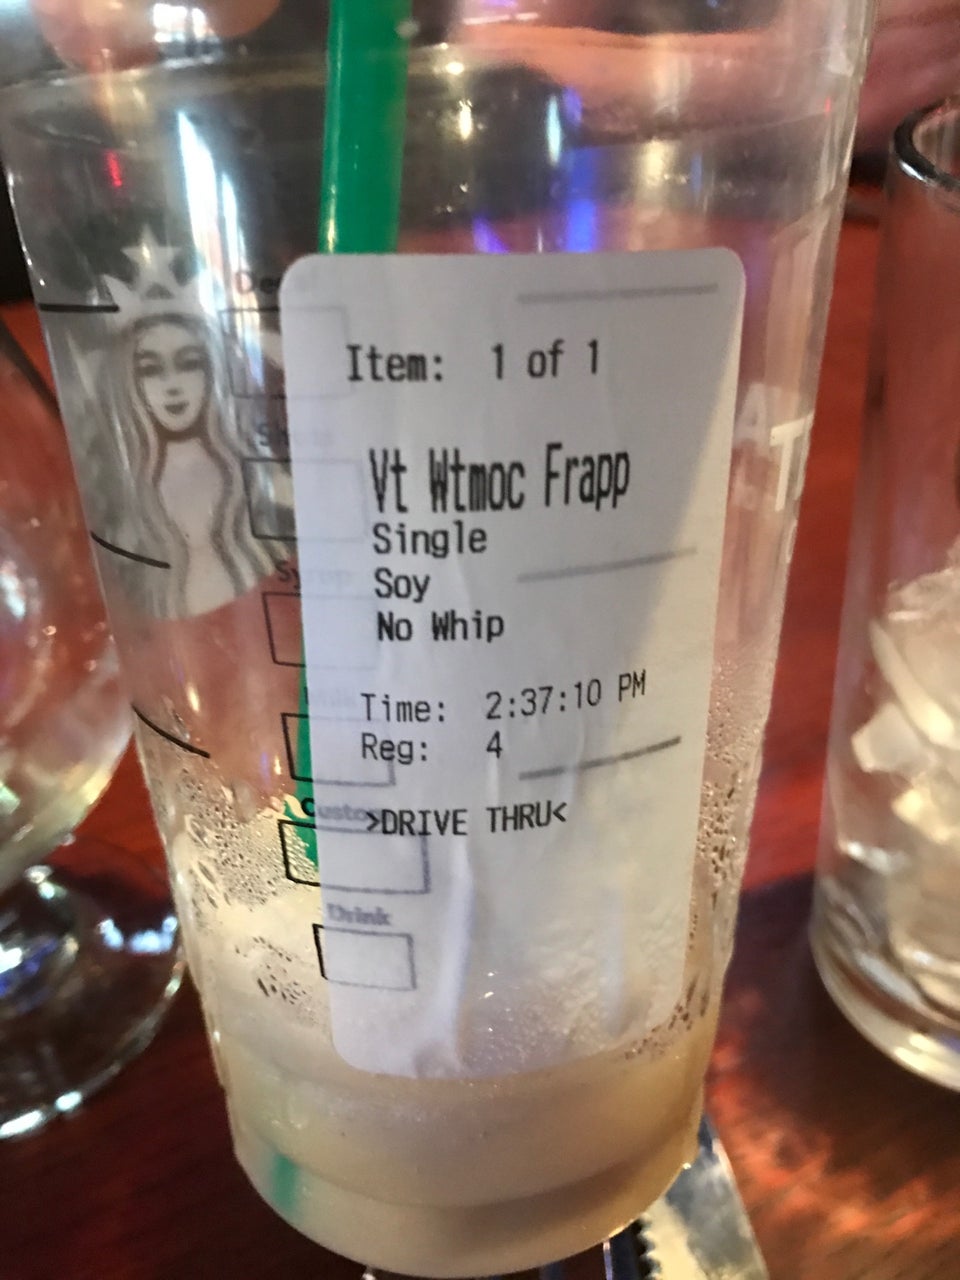 Item: 1 of 1
Vt Wtmoc Frapp
Single
Soy
No Whip
Time: 2:37:10 PM
Reg: 4
>DRIVE THRU<
Custo
Drink